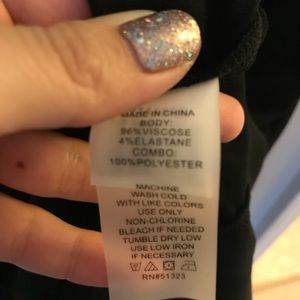 MADE IN CHINA
BODY:
96%VISCOSE
4%ELASTANE
COMBO:
100%POLYESTER
MACHINE
WASH COLD
WITH LIKE COLORS
USE ONLY
NON-CHLORINE
BLEACH IF NEEDED
TUMBLE DRY LOW
USE LOW IRON
IF NECESSARY
RN#51323